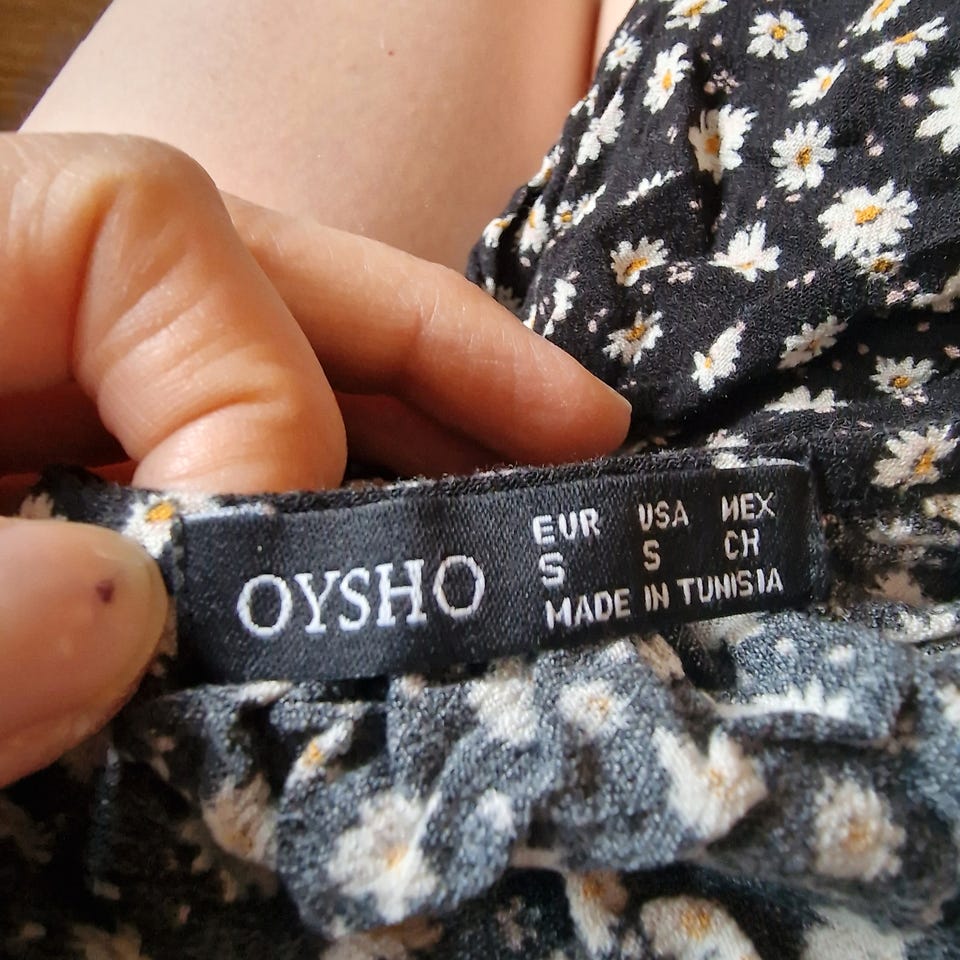 OYSHO
EUR USA MEX
S S CH
MADE IN TUNISIA